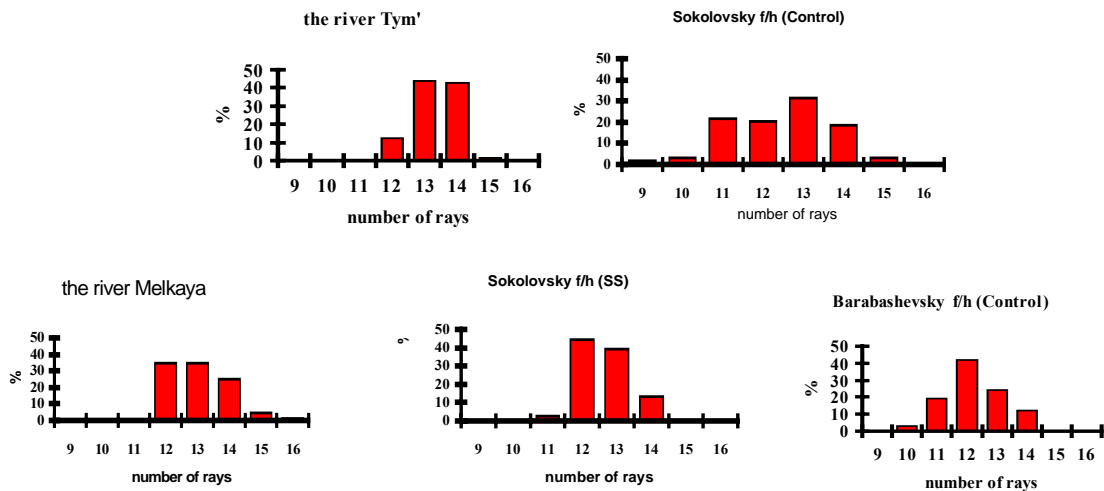 the river Tym'
50
40
30
20
10
0
%
9 10 11 12 13 14 15 16
number of rays
Sokolovsky f/h (Control)
50
40
30
20
10
0
%
9 10 11 12 13 14 15 16
number of rays
the river Melkaya
50
40
30
20
10
0
%
9 10 11 12 13 14 15 16
number of rays
Sokolovsky f/h (SS)
50
40
30
20
10
0
9 10 11 12 13 14 15 16
number of rays
Barabashevsky f/h (Control)
50
40
30
20
10
0
%
9 10 11 12 13 14 15 16
number of rays